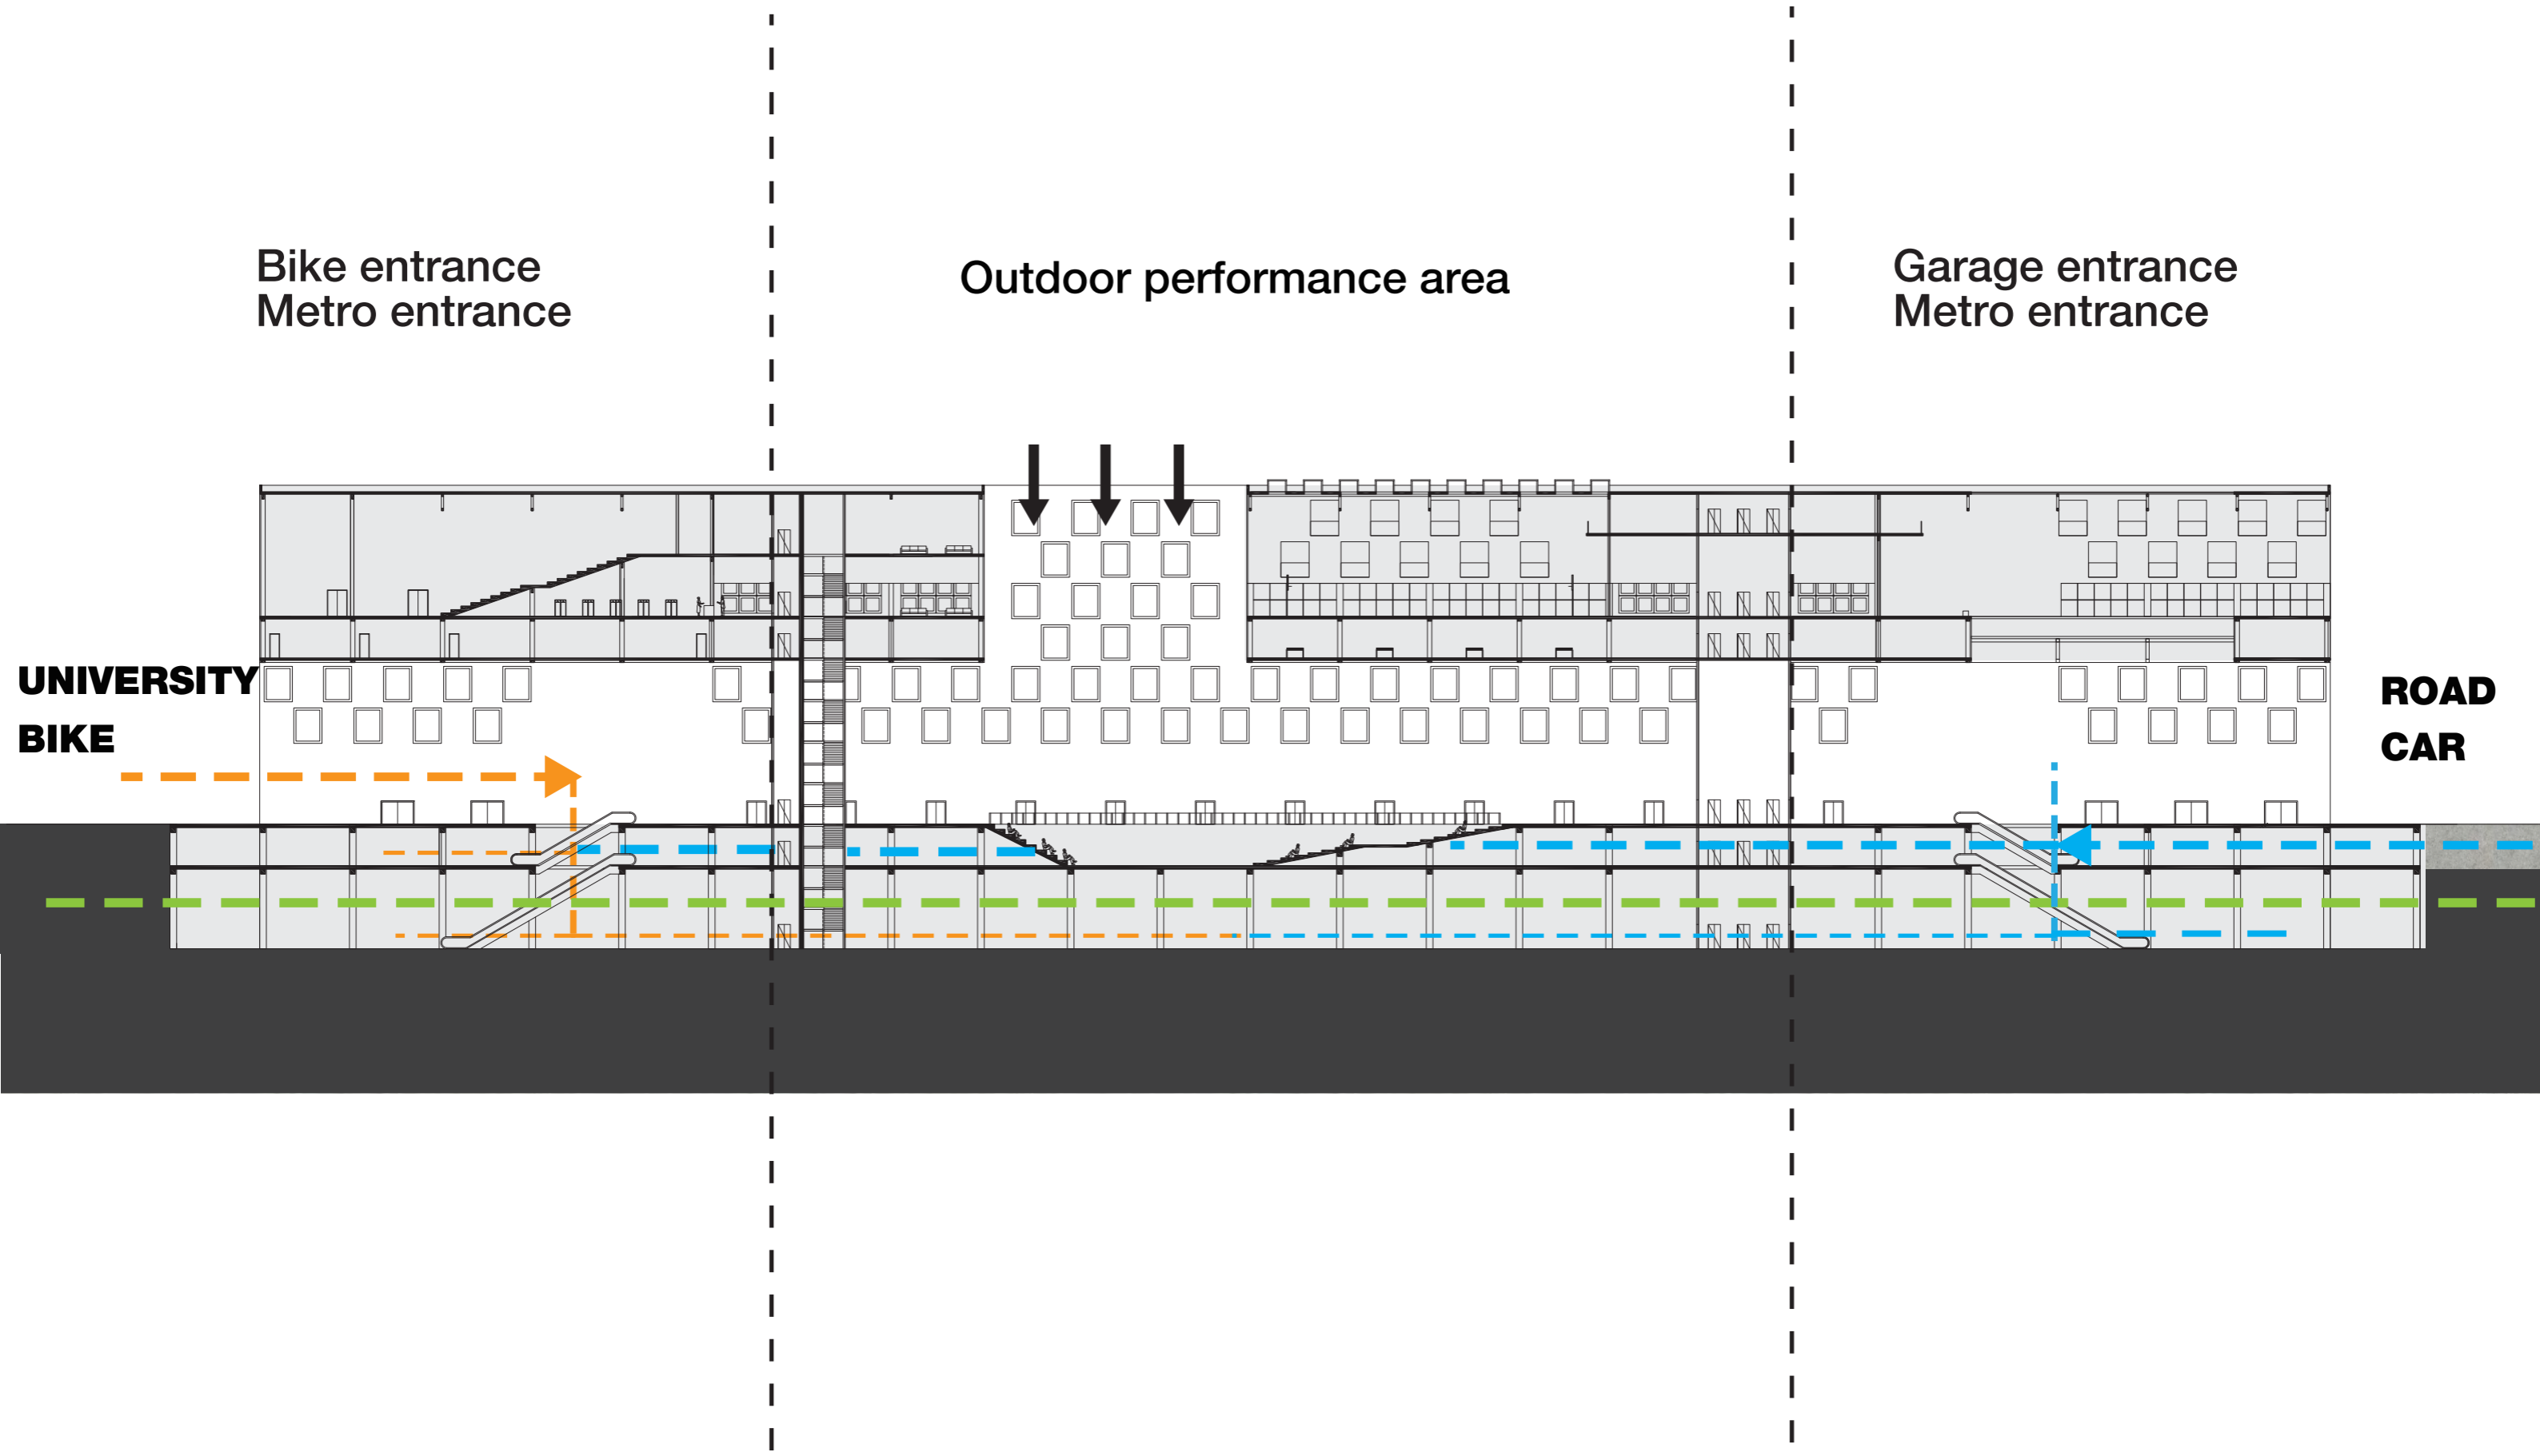 Bike entrance
Metro entrance
Outdoor performance area
Garage entrance
Metro entrance
UNIVERSITY
BIKE
ROAD
CAR